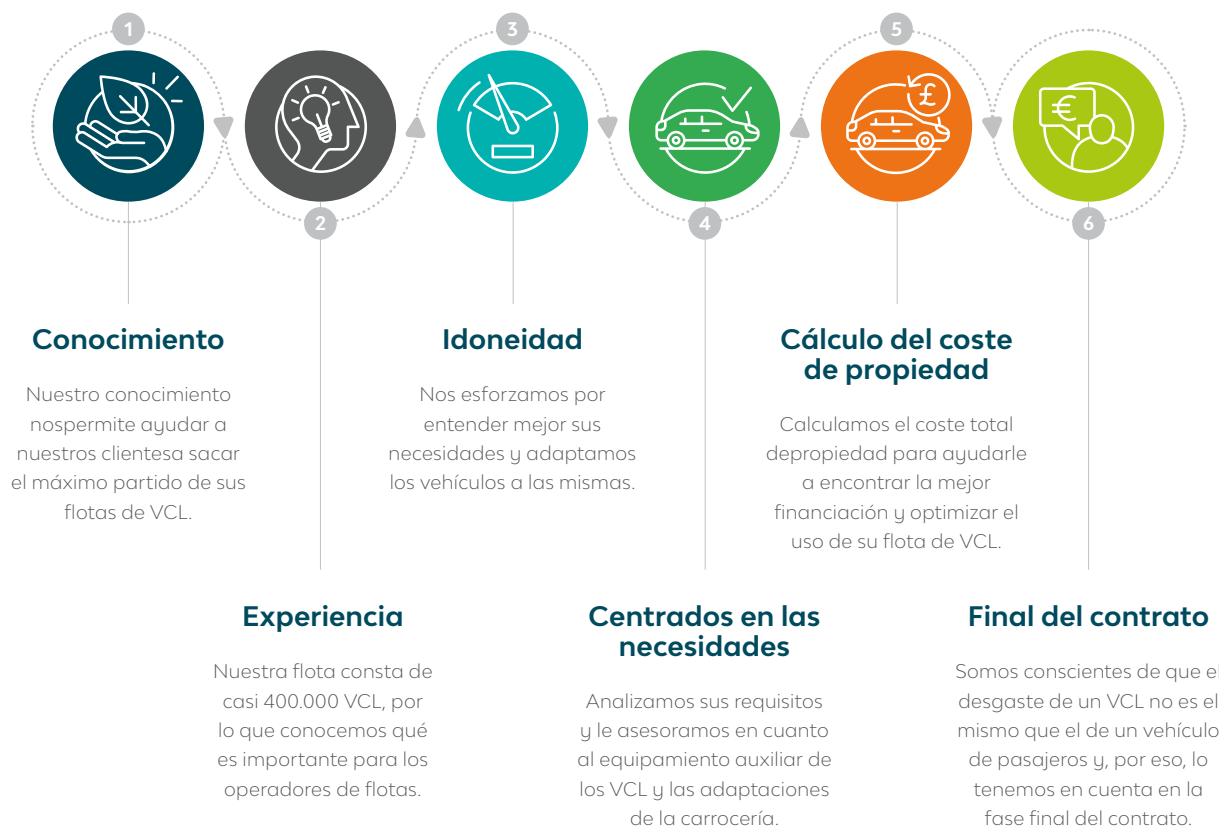 1
3
5
2
4
6
£
€
Conocimiento
Nuestro conocimiento
nospermite ayudar a
nuestros clientesa sacar
el máximo partido de sus
flotas de VCL.
Experiencia
Nuestra flota consta de
casi 400.000 VCL, por
lo que conocemos qué
es importante para los
operadores de flotas.
Idoneidad
Nos esforzamos por
entender mejor sus
necesidades y adaptamos
los vehículos a las mismas.
Centrados en las
necesidades
Analizamos sus requisitos
y le asesoramos en cuanto
al equipamiento auxiliar de
los VCL y las adaptaciones
de la carrocería.
Cálculo del coste
de propiedad
Calculamos el coste total
depropiedad para ayudarle
a encontrar la mejor
financiación y optimizar el
uso de su flota de VCL.
Final del contrato
Somos conscientes de que el
desgaste de un VCL no es el
mismo que el de un vehículo
de pasajeros y, por eso, lo
tenemos en cuenta en la
fase final del contrato.